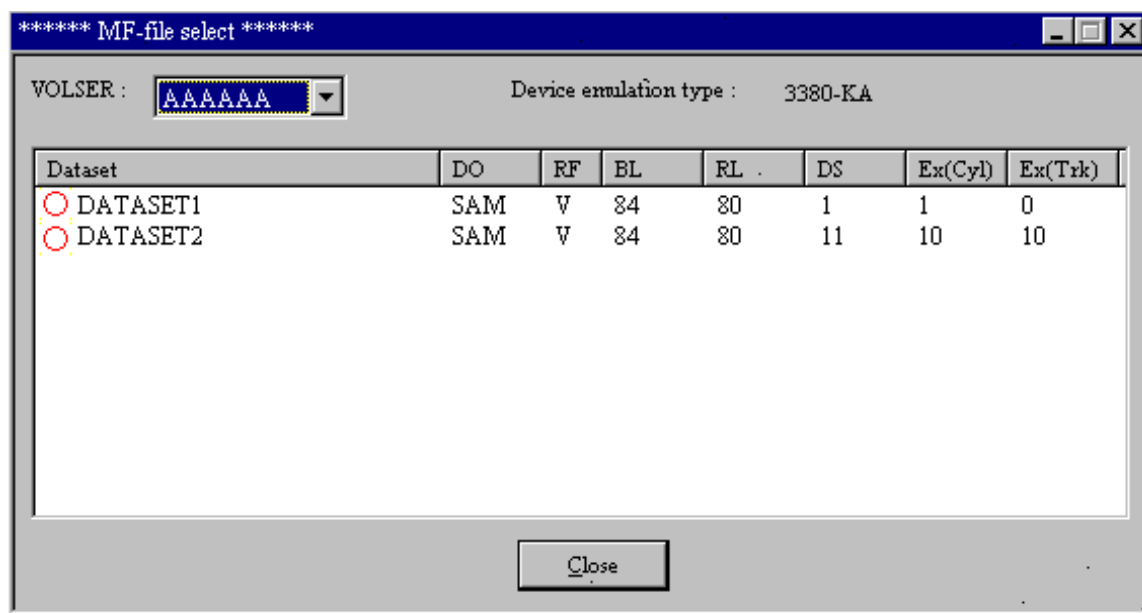 ****** MF-file select ******
VOLSER : AAAAAA Device emulation type : 3380-KA
Dataset DO RF BL RL DS Ex(Cyl) Ex(Trk)
DATASET1 SAM V 84 80 1 1 0
DATASET2 SAM V 84 80 11 10 10
Close